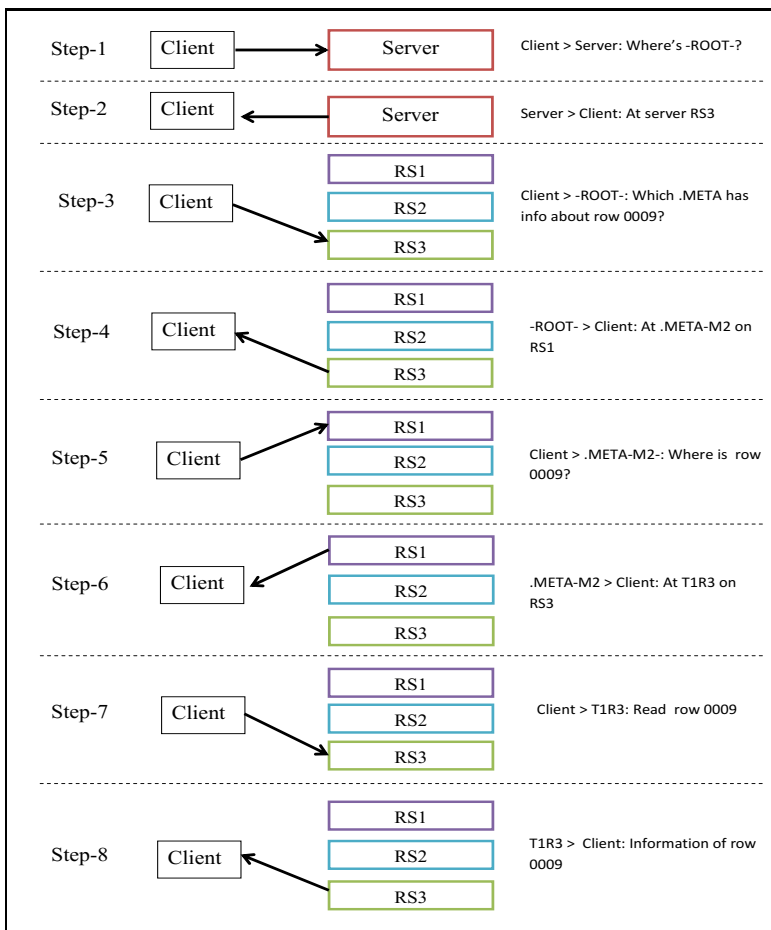 Step-1
Client
Server
Client > Server: Where's -ROOT-?
Step-2
Client
Server
Server > Client: At server RS3
Step-3
Client
RS1
RS2
RS3
Client > -ROOT-: Which .META has
info about row 0009?
Step-4
Client
RS1
RS2
RS3
-ROOT- > Client: At .META-M2 on
RS1
Step-5
Client
RS1
RS2
RS3
Client > .META-M2-: Where is row
0009?
Step-6
Client
RS1
RS2
RS3
.META-M2 > Client: At T1R3 on
RS3
Step-7
Client
RS1
RS2
RS3
Client > T1R3: Read row 0009
Step-8
Client
RS1
RS2
RS3
T1R3 > Client: Information of row
0009